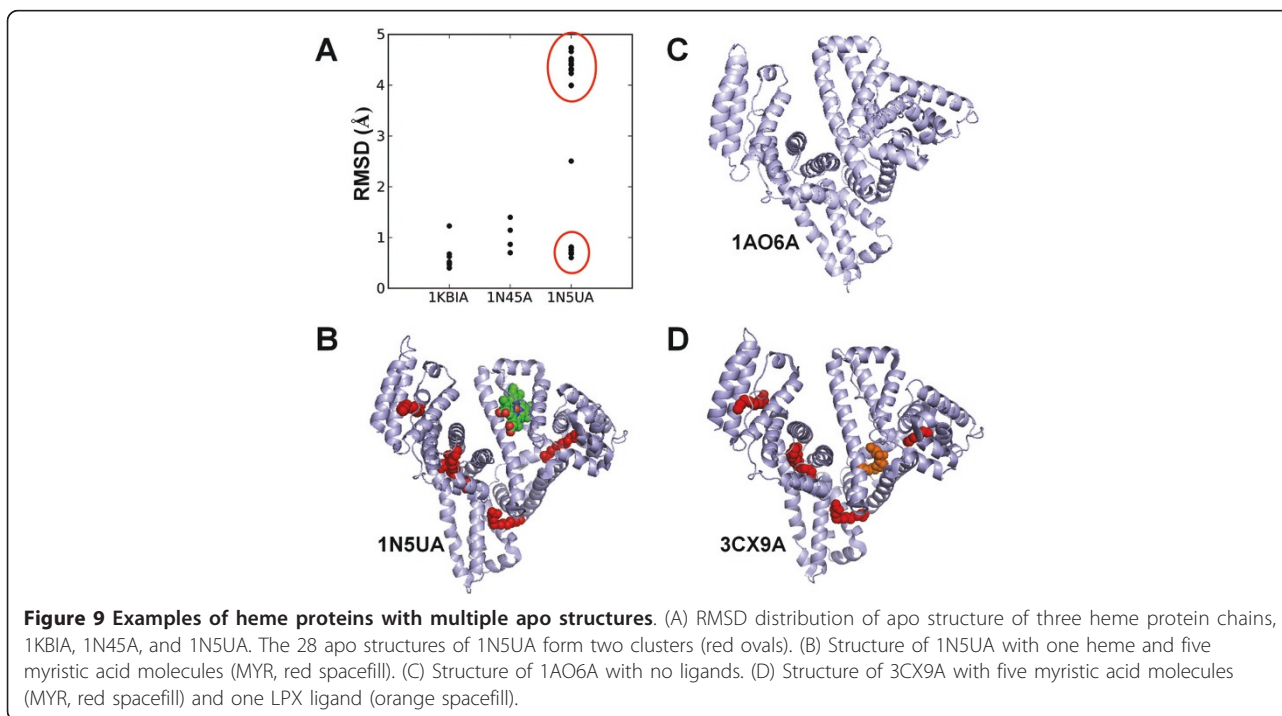 A
RMSD (Å)
5
4
3
2
1
0
1KBIA 1N45A 1N5UA
C
1AO6A
B
1N5UA
D
3CX9A
Figure 9 Examples of heme proteins with multiple apo structures. (A) RMSD distribution of apo structure of three heme protein chains,
1KBIA, 1N45A, and 1N5UA. The 28 apo structures of 1N5UA form two clusters (red ovals). (B) Structure of 1N5UA with one heme and five
myristic acid molecules (MYR, red spacefill). (C) Structure of 1AO6A with no ligands. (D) Structure of 3CX9A with five myristic acid molecules
(MYR, red spacefill) and one LPX ligand (orange spacefill).